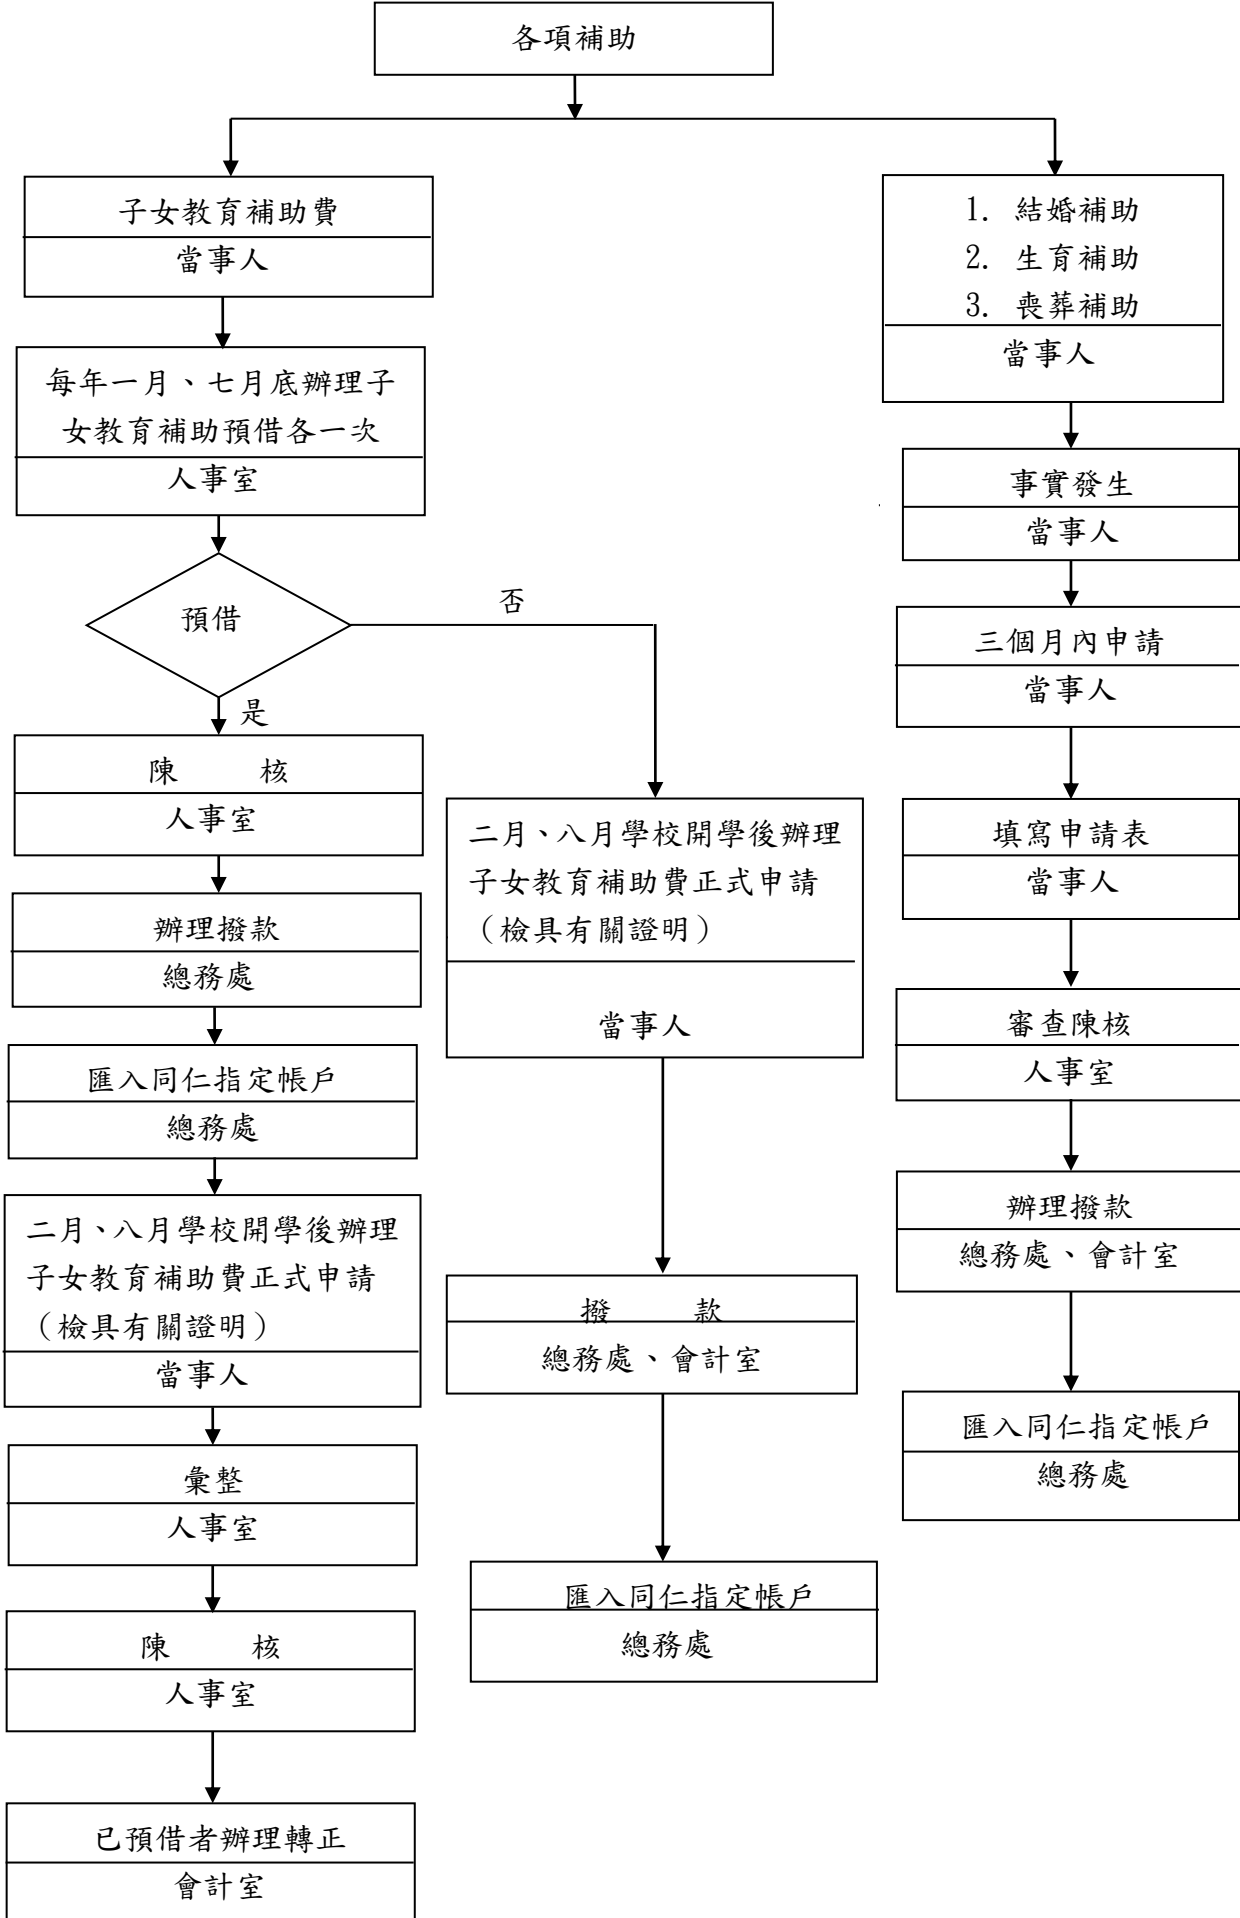 各項補助
子女教育補助費
當事人
每年一月、七月底辦理子
女教育補助預借各一次
人事室
預借
否
是
陳 核
人事室
辦理撥款
總務處
匯入同仁指定帳戶
總務處
二月、八月學校開學後辦理
子女教育補助費正式申請
（檢具有關證明）
當事人
彙整
人事室
陳 核
人事室
已預借者辦理轉正
會計室
二月、八月學校開學後辦理
子女教育補助費正式申請
（檢具有關證明）
當事人
撥 款
總務處、會計室
匯入同仁指定帳戶
總務處
1. 結婚補助
2. 生育補助
3. 喪葬補助
當事人
事實發生
當事人
三個月內申請
當事人
填寫申請表
當事人
審查陳核
人事室
辦理撥款
總務處、會計室
匯入同仁指定帳戶
總務處